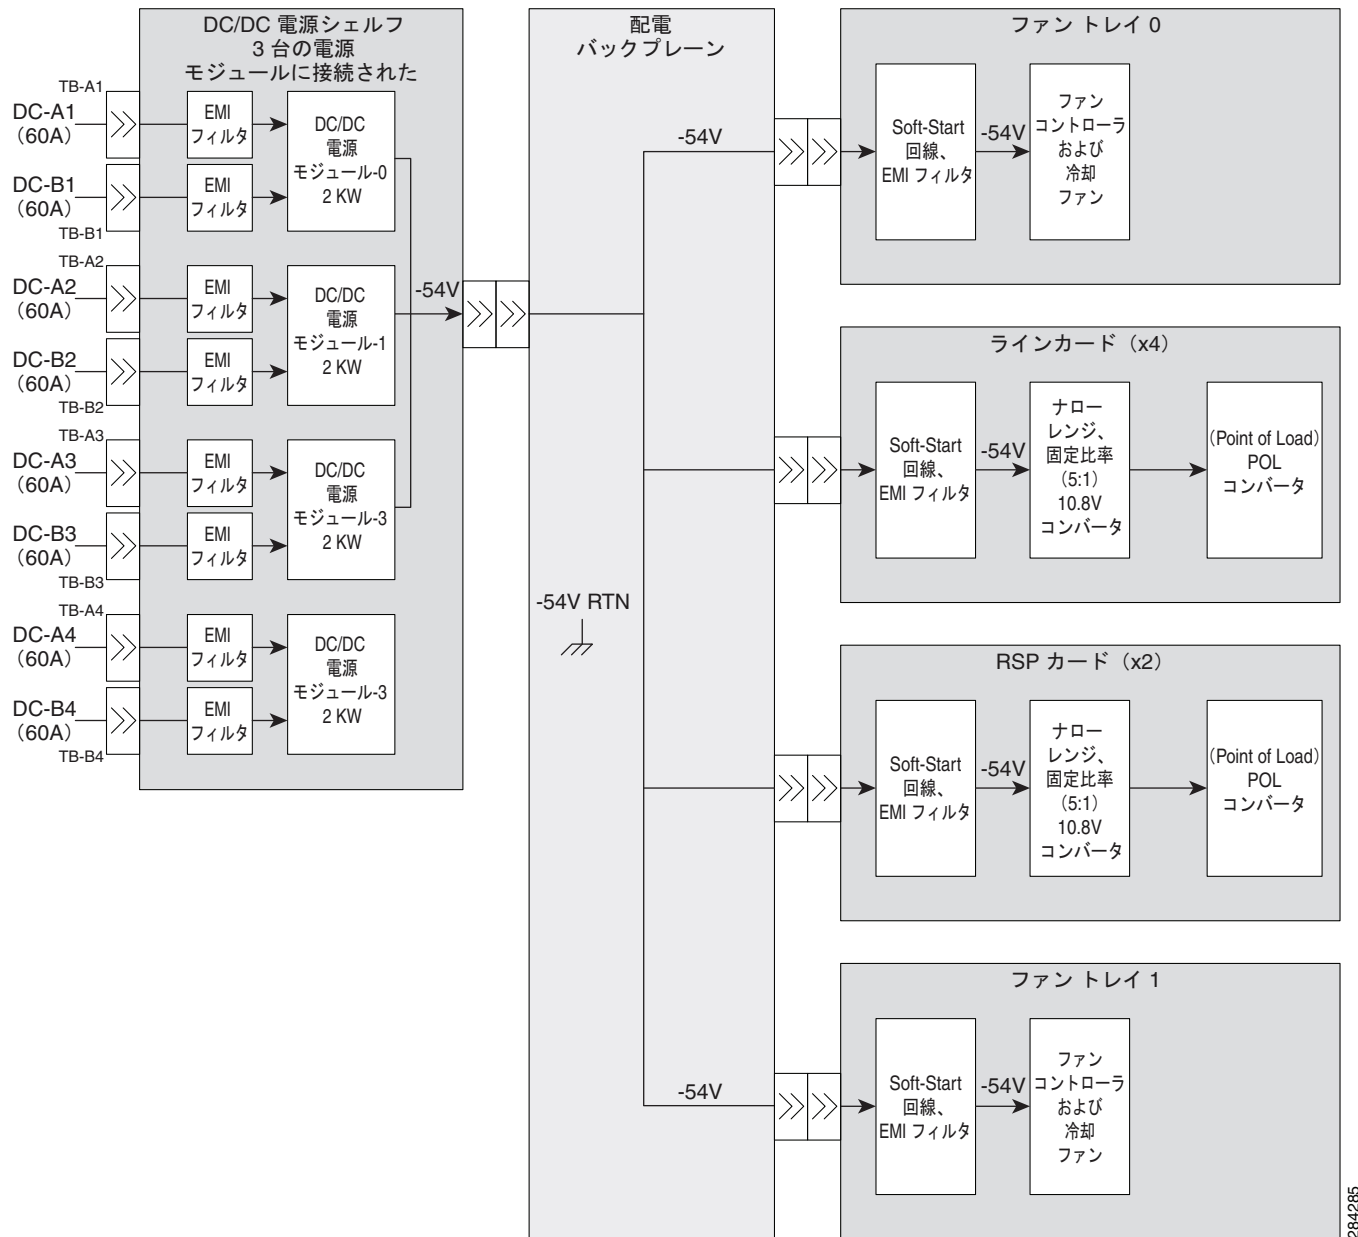 DC/DC 電源シェルフ
3 台の電源
モジュールに接続された
TB-A1
DC-A1
（60A）
EMI
フィルタ
DC/DC
電源
モジュール-0
2 KW
DC-B1
（60A）
EMI
フィルタ
TB-B1
TB-A2
DC-A2
（60A）
EMI
フィルタ
DC/DC
電源
モジュール-1
2 KW
DC-B2
（60A）
EMI
フィルタ
TB-B2
TB-A3
DC-A3
（60A）
EMI
フィルタ
DC/DC
電源
モジュール-3
2 KW
DC-B3
（60A）
EMI
フィルタ
TB-B3
TB-A4
DC-A4
（60A）
EMI
フィルタ
DC/DC
電源
モジュール-3
2 KW
DC-B4
（60A）
EMI
フィルタ
TB-B4
-54V
配電
バックプレーン
-54V
-54V RTN
-54V
ファン トレイ 0
Soft-Start
回線、
EMI フィルタ
-54V
ファン
コントローラ
および
冷却
ファン
ラインカード（x4）
Soft-Start
回線、
EMI フィルタ
-54V
ナロー
レンジ、
固定比率
（5:1）
10.8V
コンバータ
(Point of Load)
POL
コンバータ
RSP カード（x2）
Soft-Start
回線、
EMI フィルタ
-54V
ナロー
レンジ、
固定比率
（5:1）
10.8V
コンバータ
(Point of Load)
POL
コンバータ
ファン トレイ 1
Soft-Start
回線、
EMI フィルタ
-54V
ファン
コントローラ
および
冷却
ファン
284285